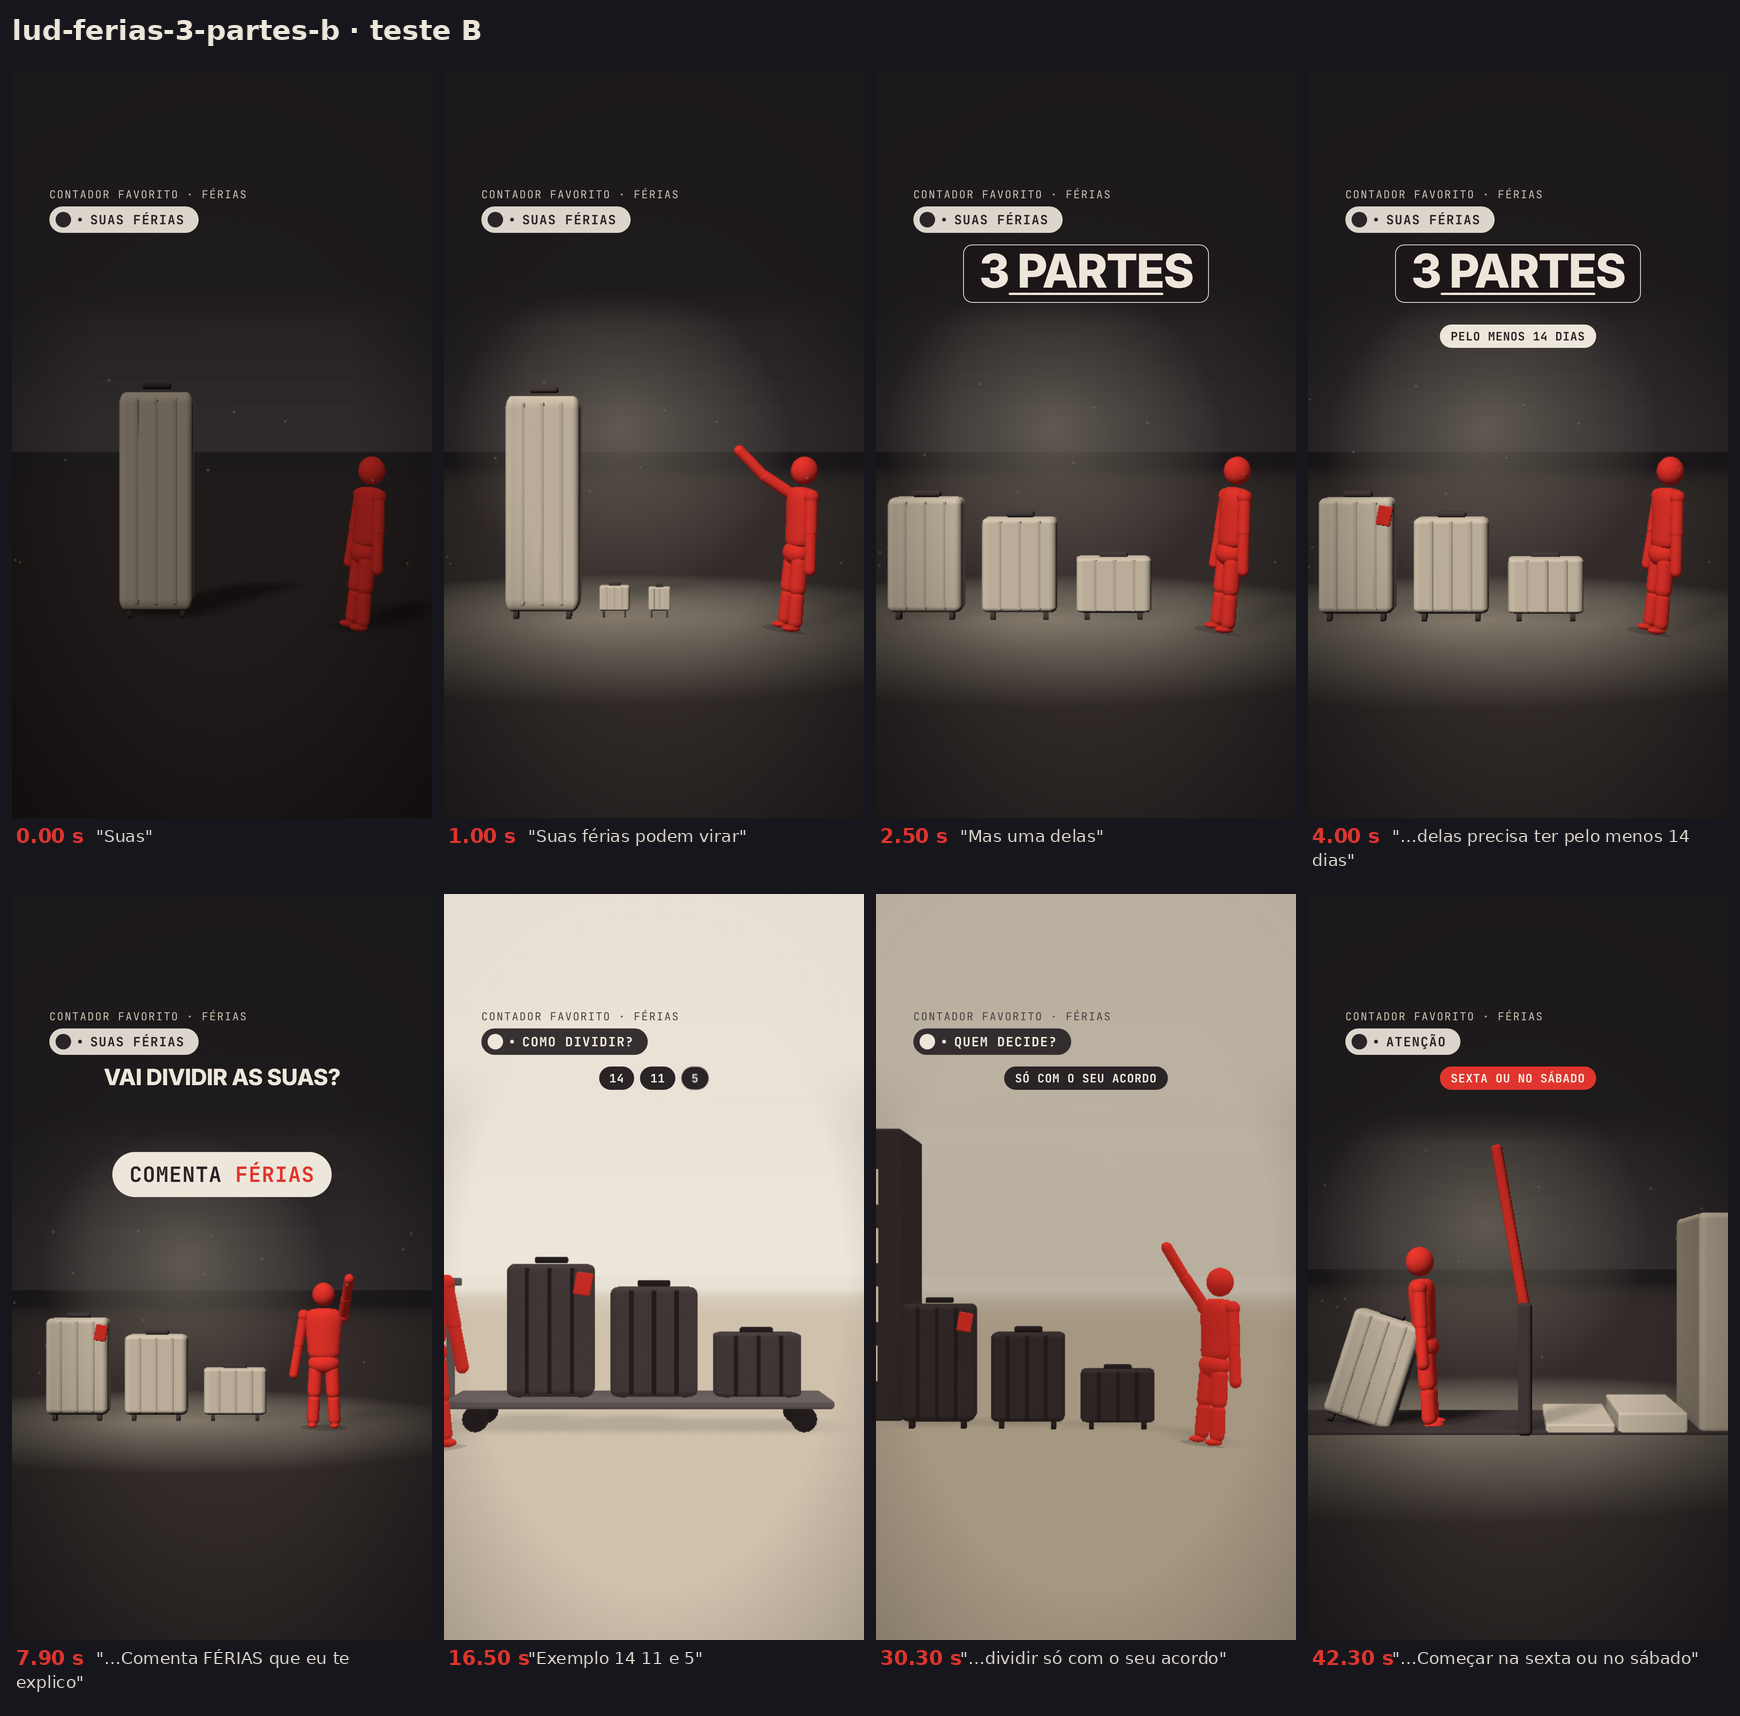 lud-ferias-3-partes-b · teste B
CONTADOR FAVORITO · FÉRIAS
• SUAS FÉRIAS
0.00 s "Suas"
CONTADOR FAVORITO · FÉRIAS
• SUAS FÉRIAS
1.00 s "Suas férias podem virar"
CONTADOR FAVORITO · FÉRIAS
• SUAS FÉRIAS
3 PARTES
2.50 s "Mas uma delas"
CONTADOR FAVORITO · FÉRIAS
• SUAS FÉRIAS
3 PARTES
PELO MENOS 14 DIAS
4.00 s "...delas precisa ter pelo menos 14
dias"
CONTADOR FAVORITO · FÉRIAS
• SUAS FÉRIAS
VAI DIVIDIR AS SUAS?
COMENTA FÉRIAS
7.90 s "...Comenta FÉRIAS que eu te
explico"
CONTADOR FAVORITO · FÉRIAS
• COMO DIVIDIR?
14 11 5
16.50 s "Exemplo 14 11 e 5"
CONTADOR FAVORITO · FÉRIAS
• QUEM DECIDE?
SÓ COM O SEU ACORDO
30.30 s "...dividir só com o seu acordo"
CONTADOR FAVORITO · FÉRIAS
• ATENÇÃO
SEXTA OU NO SÁBADO
42.30 s "...Começar na sexta ou no sábado"